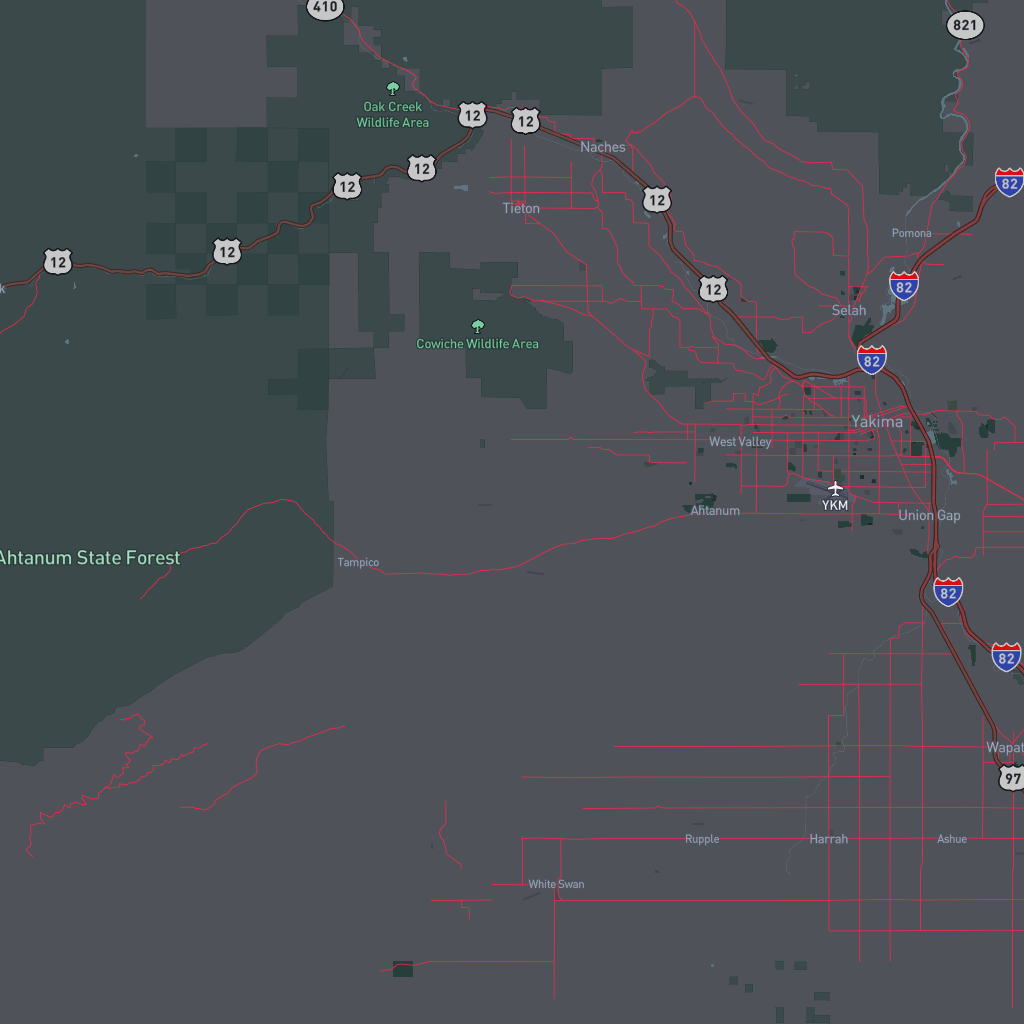 410
821
Oak Creek
Wildlife Area
12
12
Naches
12
12
82
12
Tieton
Pomona
12
12
k
82
12
Selah
Cowiche Wildlife Area
82
Yakima
West Valley
YKM
Ahtanum
Union Gap
Ahtanum State Forest
Tampico
82
82
Wapat
97
Rupple
Harrah
Ashue
White Swan